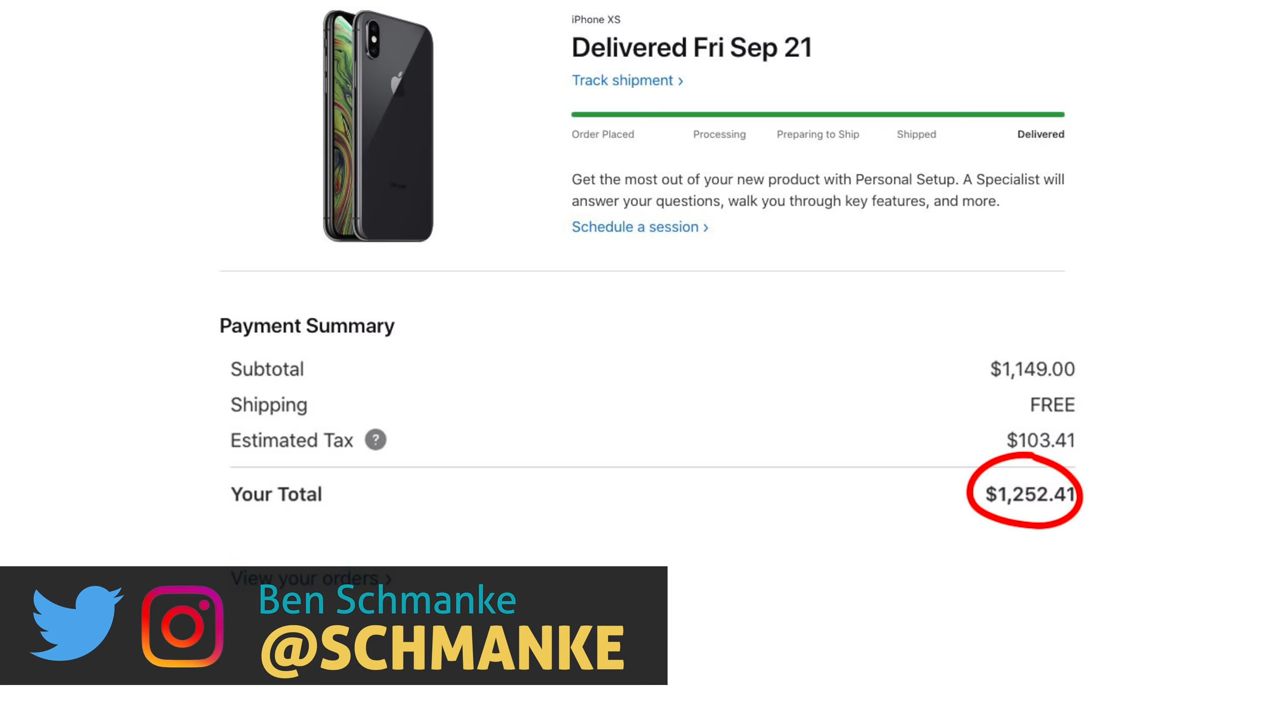 iPhone XS
Delivered Fri Sep 21
Track shipment ›
Order Placed Processing Preparing to Ship Shipped Delivered
Get the most out of your new product with Personal Setup. A Specialist will
answer your questions, walk you through key features, and more.
Schedule a session ›
Payment Summary
Subtotal $1,149.00
Shipping FREE
Estimated Tax ? $103.41
Your Total $1,252.41
View your orders ›
Ben Schmanke
@SCHMANKE